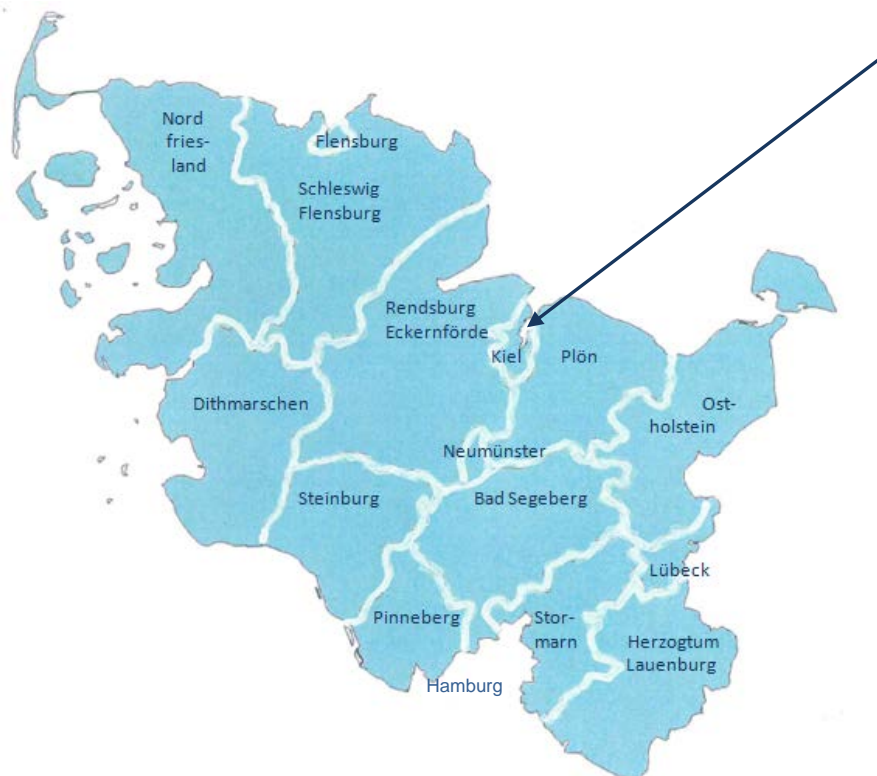 Nord
fries-
land
Flensburg
Schleswig
Flensburg
Rendsburg
Eckernförde
Kiel
Plön
Ost-
holstein
Dithmarschen
Neumünster
Steinburg
Bad Segeberg
Lübeck
Pinneberg
Stor-
marn
Herzogtum
Lauenburg
Hamburg